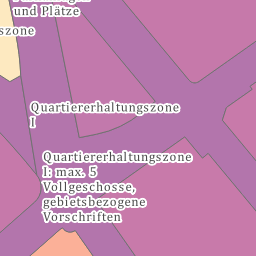 und Plätze
szone
Quartiererhaltungszone
I
Quartiererhaltungszone
I: max. 5
Vollgeschosse,
gebietsbezogene
Vorschriften